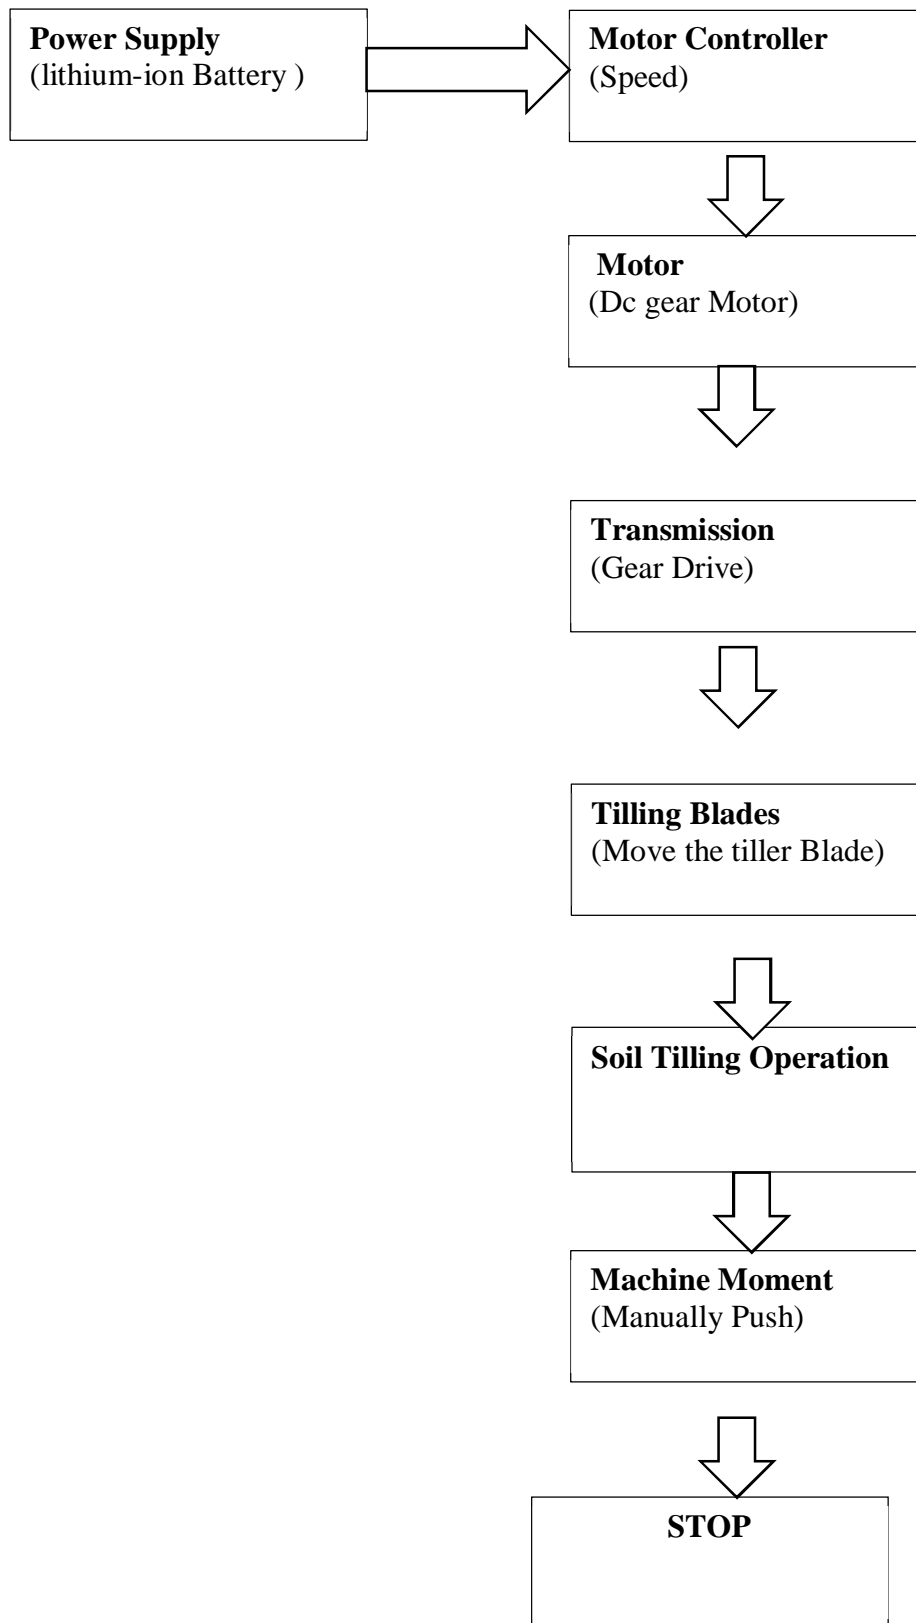 Power Supply
(lithium-ion Battery )
Motor Controller
(Speed)
Motor
(Dc gear Motor)
Transmission
(Gear Drive)
Tilling Blades
(Move the tiller Blade)
Soil Tilling Operation
Machine Moment
(Manually Push)
STOP